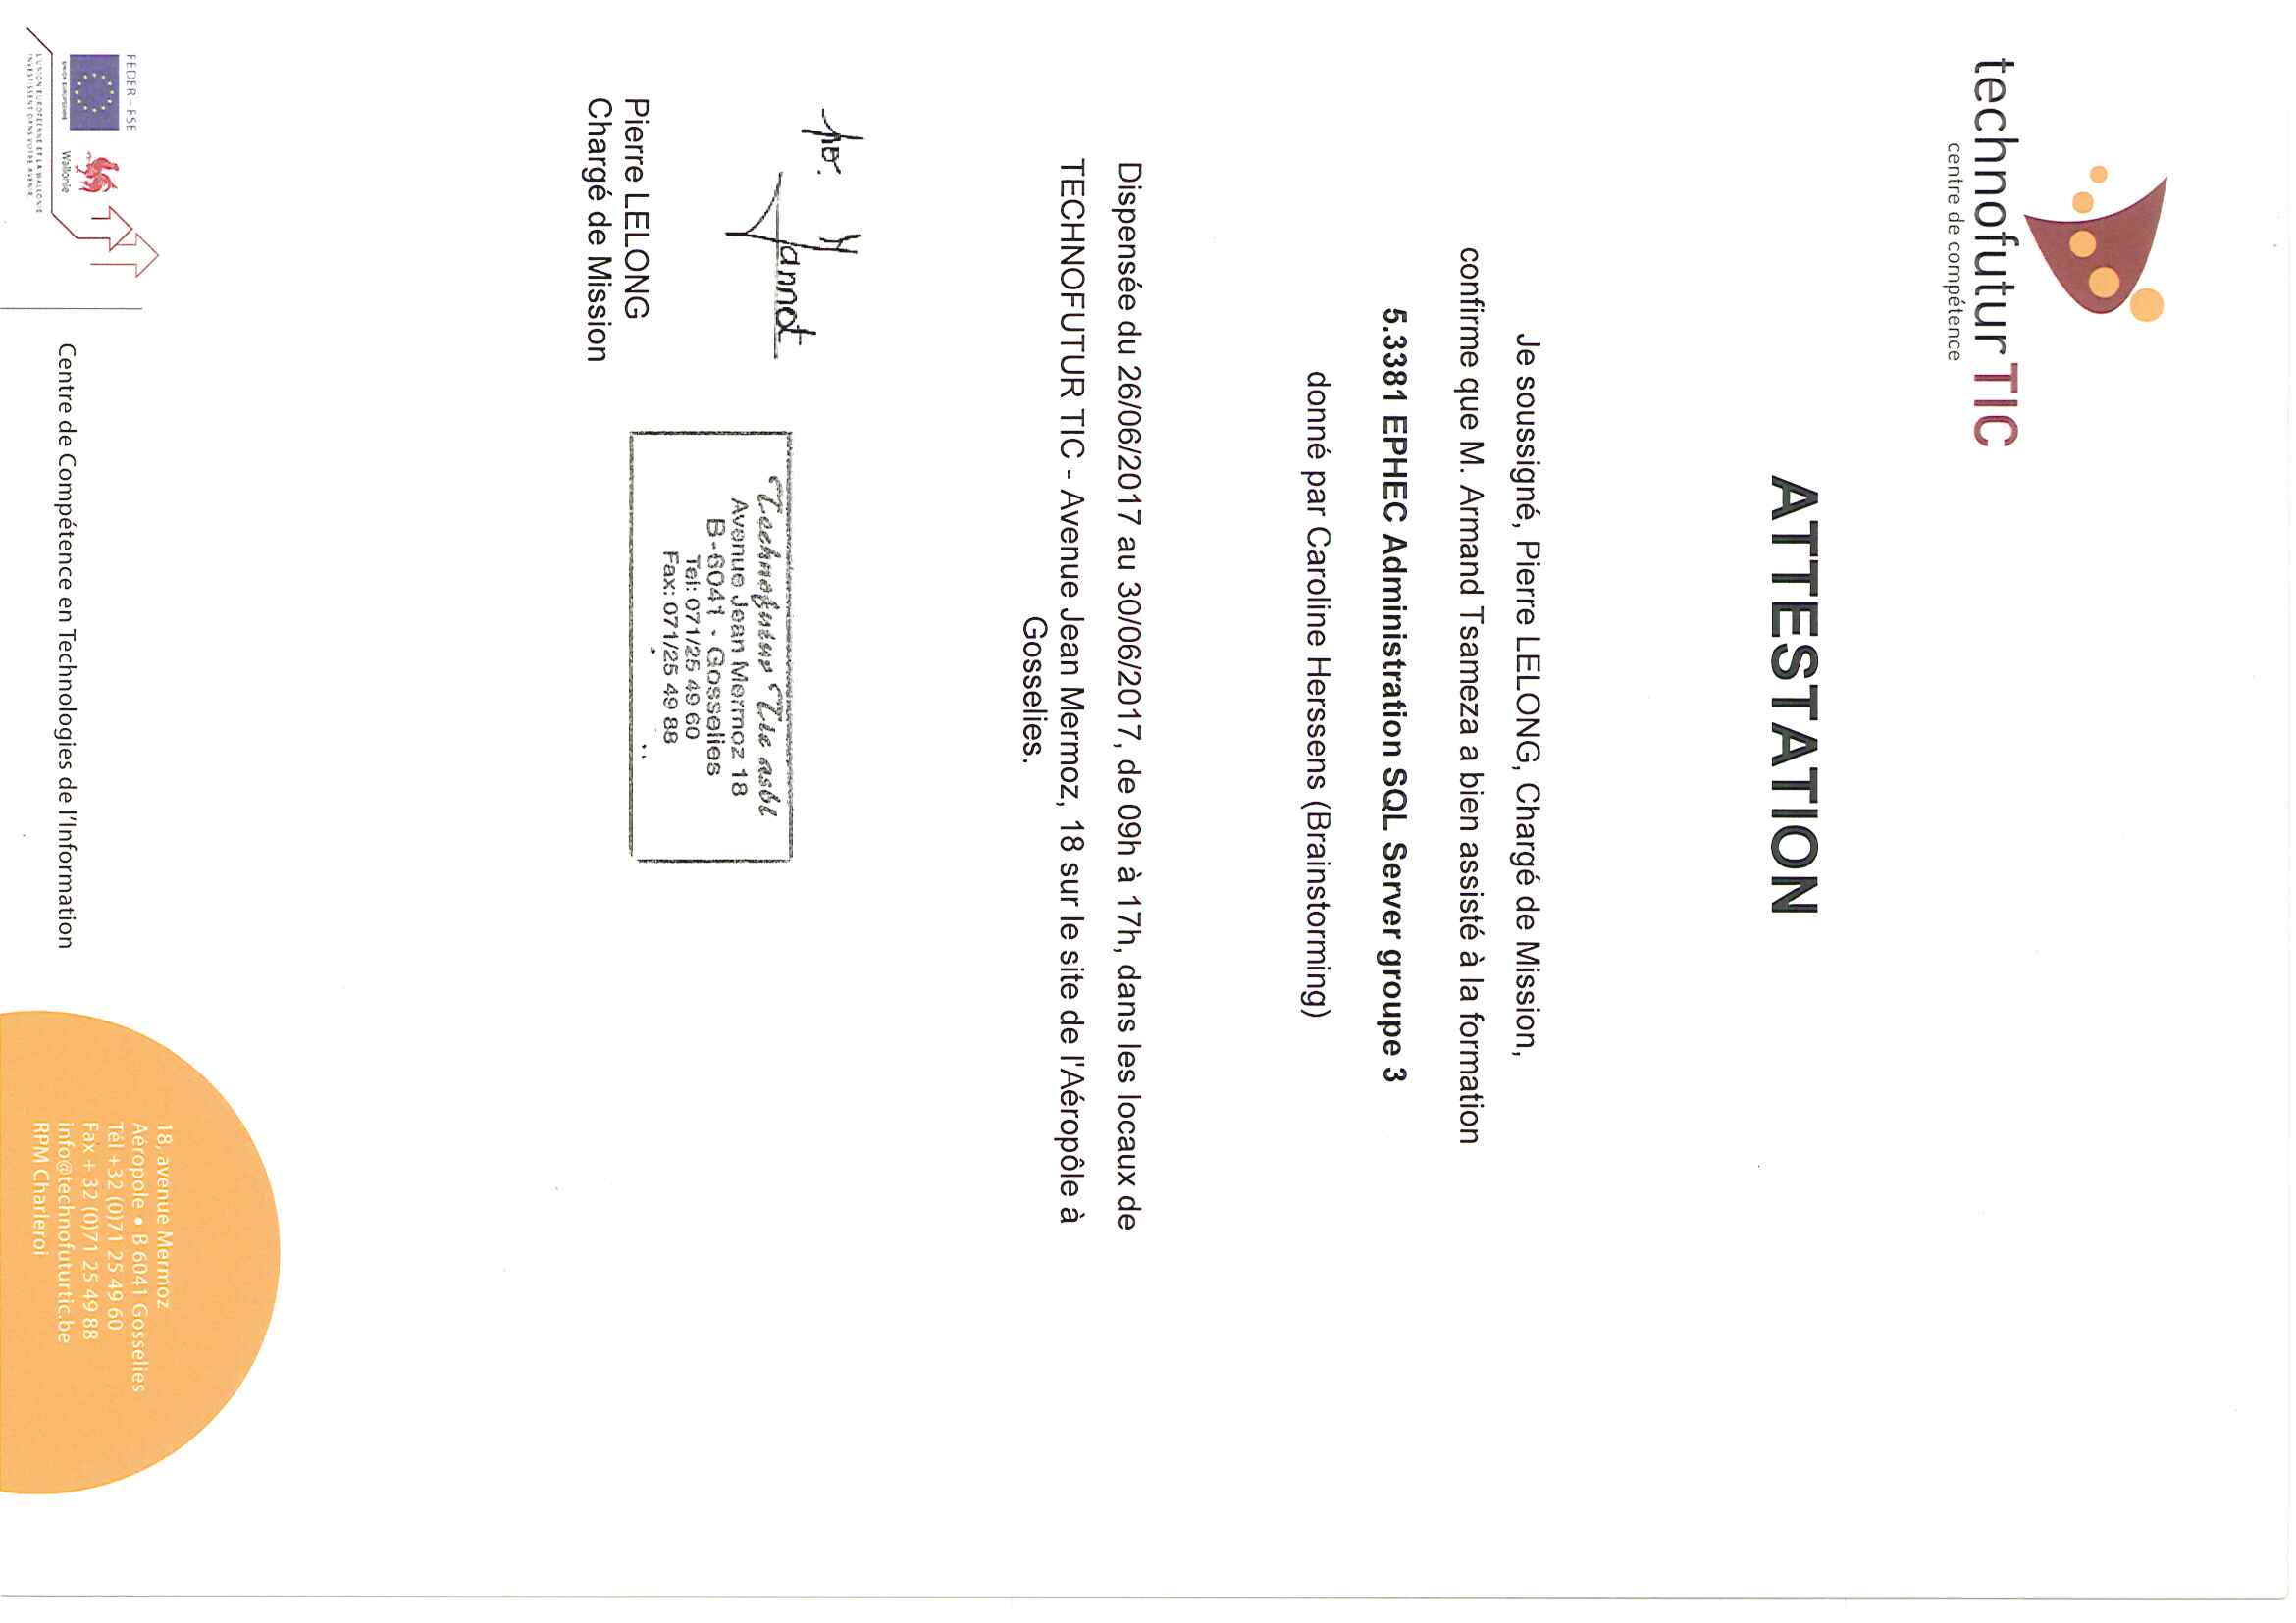 technofutur TIC
centre de compétence
ATTESTATION
Je soussigné, Pierre LELONG, Chargé de Mission,
confirme que M. Armand Tsameza a bien assisté à la formation
5.3381 EPHEC Administration SQL Server groupe 3
donné par Caroline Herssens (Brainstorming)
Dispensée du 26/06/2017 au 30/06/2017, de 09h à 17h, dans les locaux de
TECHNOFUTUR TIC - Avenue Jean Mermoz, 18 sur le site de l'Aéropôle à
Gosselies.
po. Jannot
Technofutur Tic asbl
Avenue Jean Mermoz 18
B-6041 - Gosselies
Tel: 071/25 49 60
Fax: 071/25 49 88
Pierre LELONG
Chargé de Mission
FEDER – FSE
UNION EUROPEENNE
Wallonie
L'UNION EUROPEENNE ET LA WALLONIE
INVESTISSENT DANS VOTRE AVENIR
Centre de Compétence en Technologies de l'Information
18, avenue Mermoz
Aéropole • B 6041 Gosselies
Tél +32 (0)71 25 49 60
Fax + 32 (0)71 25 49 88
info@technofuturtic.be
RPM Charleroi